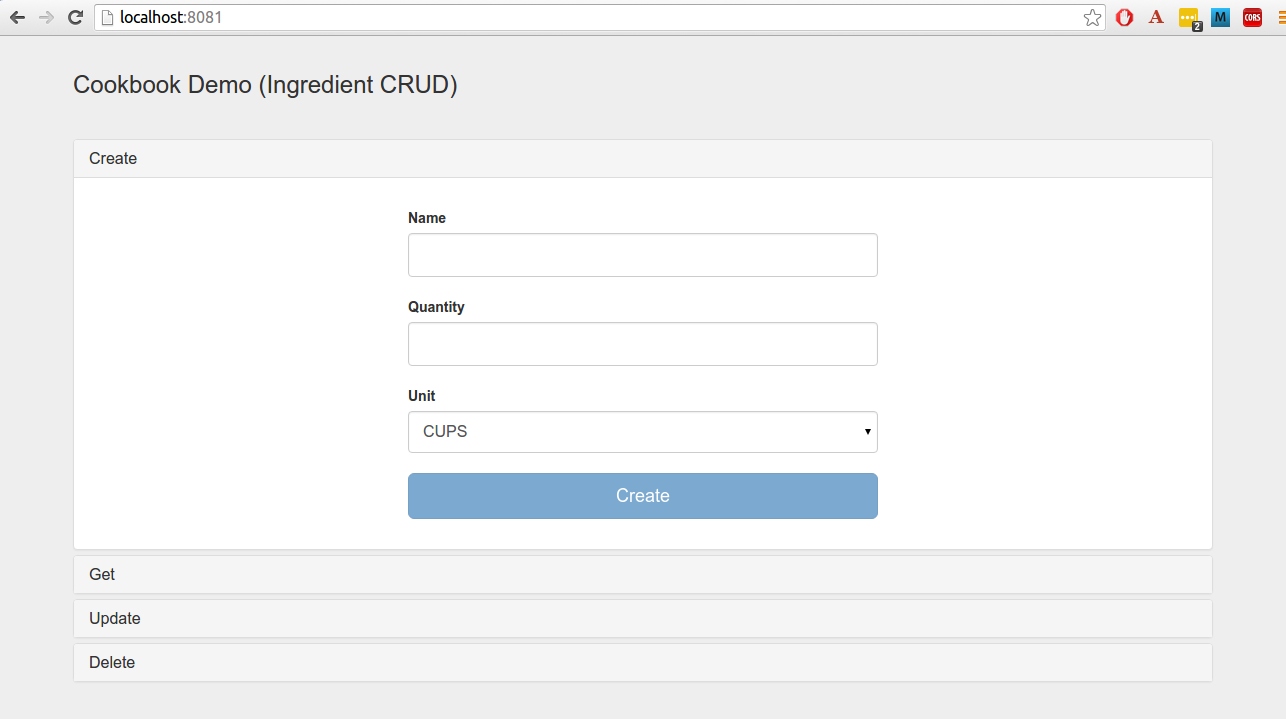 localhost:8081
A
2
M
CORS
Cookbook Demo (Ingredient CRUD)
Create
Name
Quantity
Unit
CUPS
Create
Get
Update
Delete